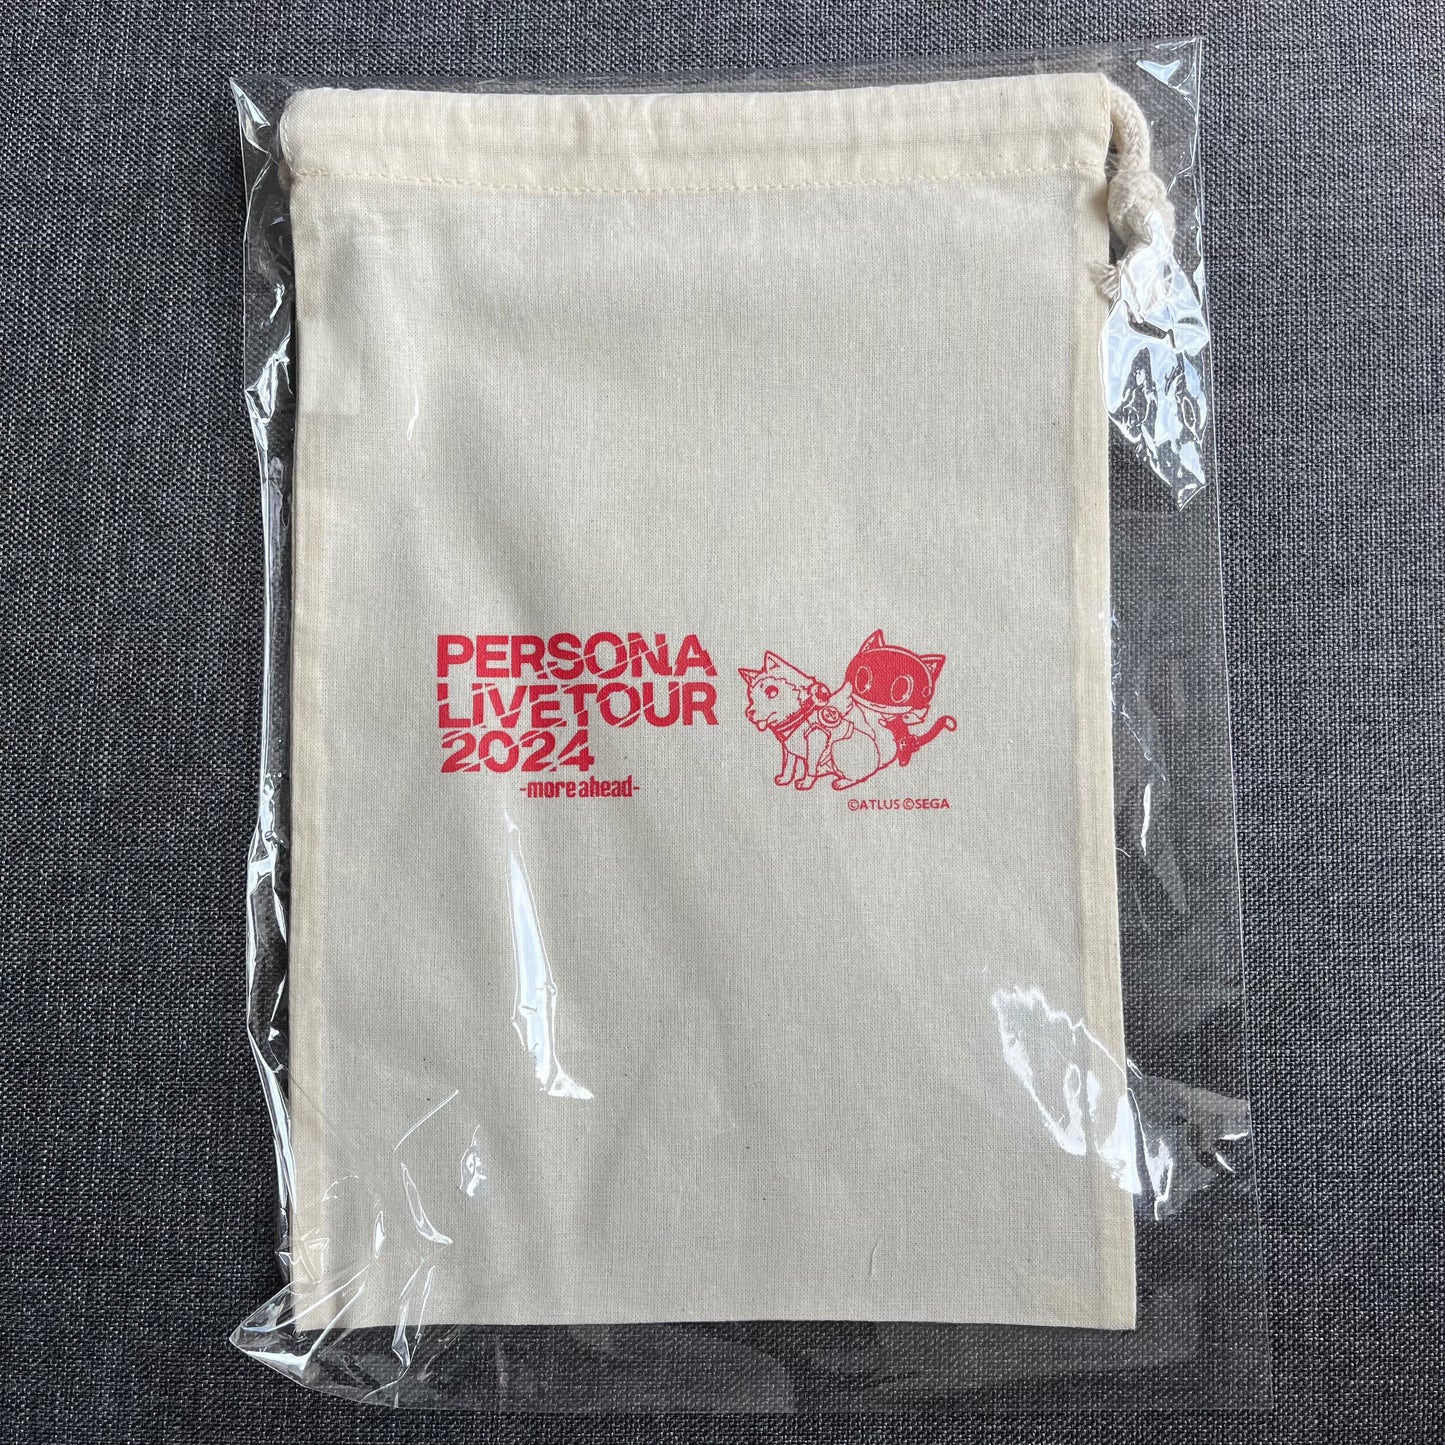 PERSONA
LIVETOUR
2024
-more ahead-
©ATLUS ©SEGA